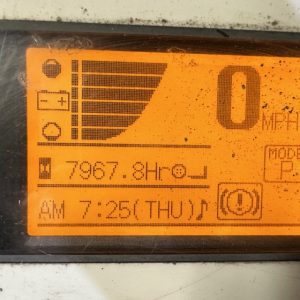 0 MPH
- +
7967.8Hr
MODE
P
AM 7:25(THU)♪